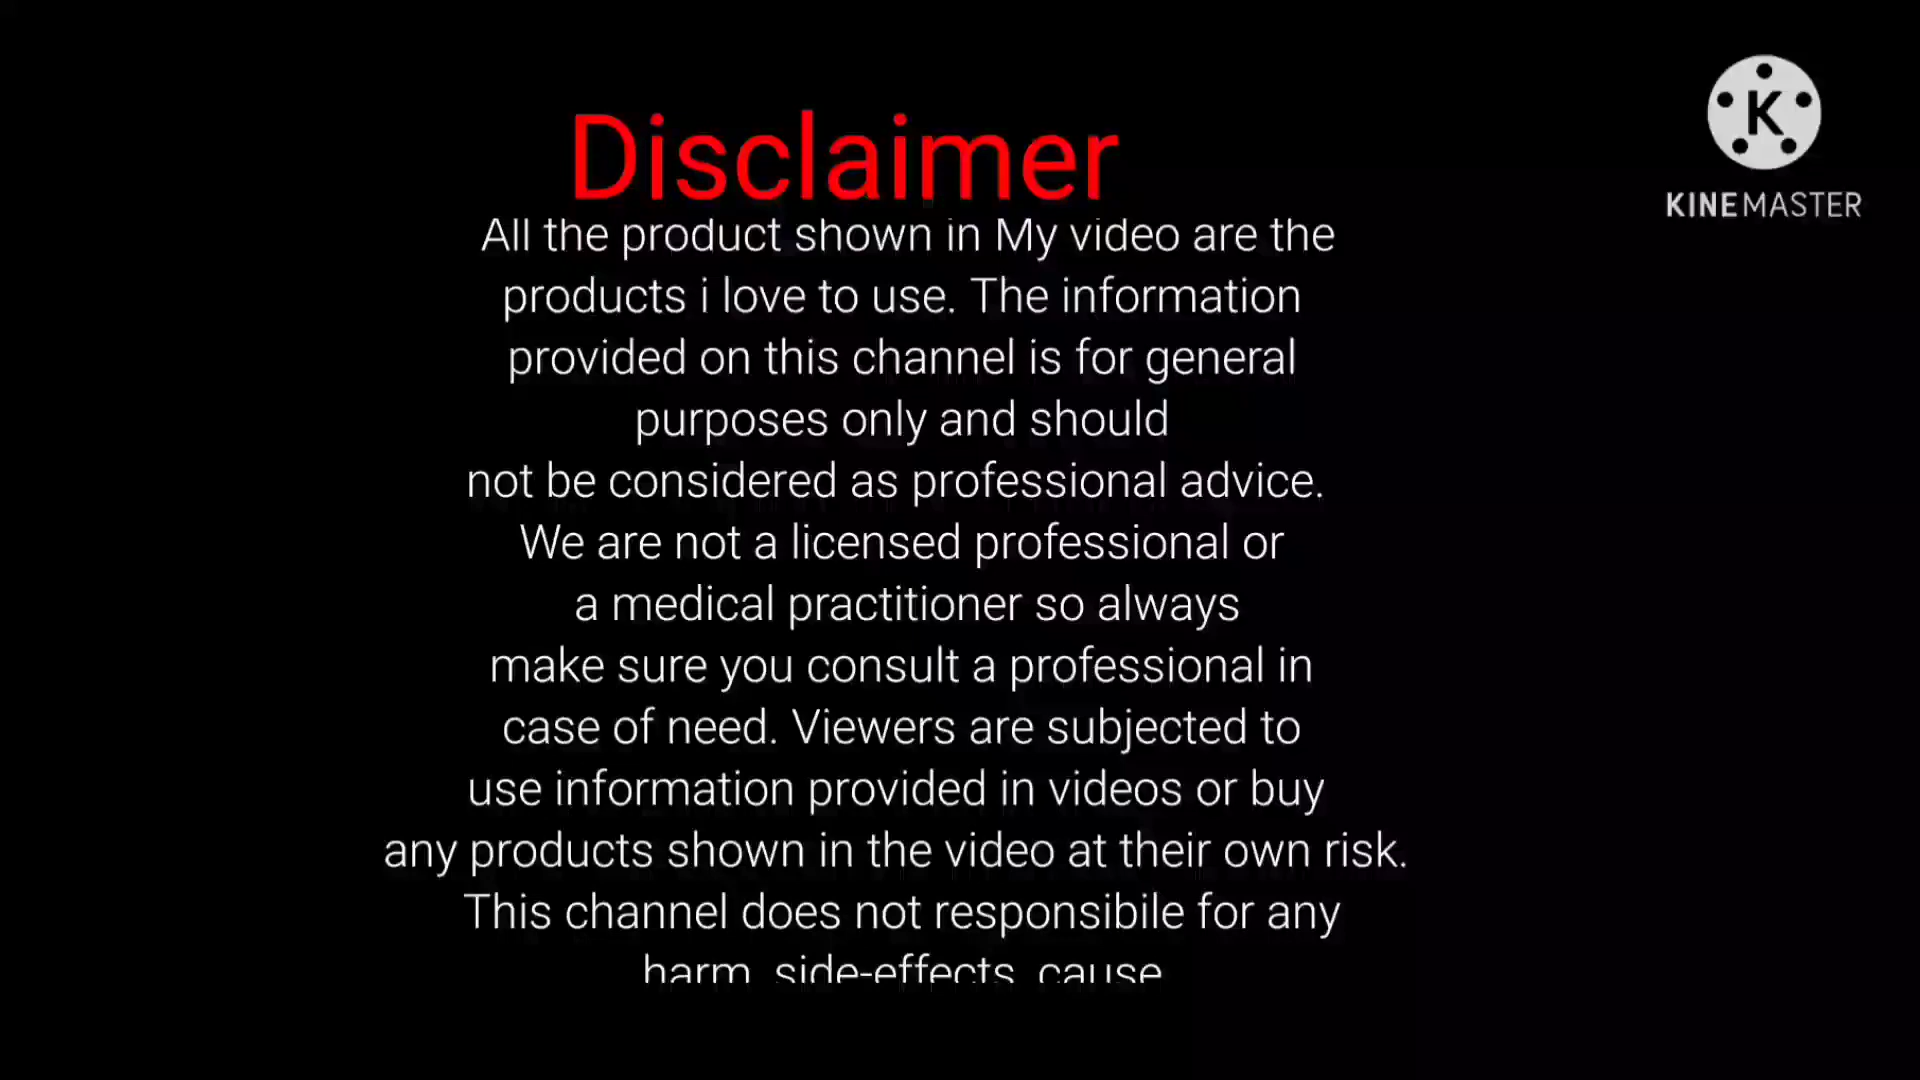 Disclaimer
All the product shown in My video are the
products i love to use. The information
provided on this channel is for general
purposes only and should
not be considered as professional advice.
We are not a licensed professional or
a medical practitioner so always
make sure you consult a professional in
case of need. Viewers are subjected to
use information provided in videos or buy
any products shown in the video at their own risk.
This channel does not responsibile for any
harm, side-effects, cause
K
KINEMASTER